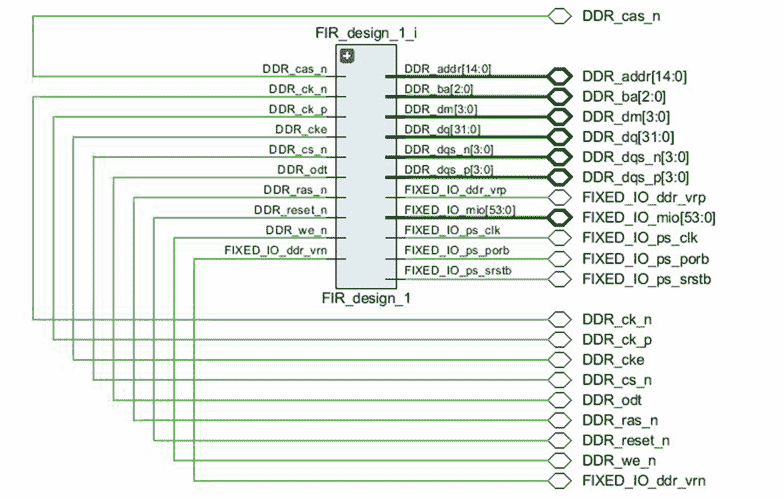 DDR_cas_n
FIR_design_1_i
DDR_cas_n DDR_addr[14:0] DDR_addr[14:0]
DDR_ck_n DDR_ba[2:0] DDR_ba[2:0]
DDR_ck_p DDR_dm[3:0] DDR_dm[3:0]
DDR_cke DDR_dq[31:0] DDR_dq[31:0]
DDR_cs_n DDR_dqs_n[3:0] DDR_dqs_n[3:0]
DDR_odt DDR_dqs_p[3:0] DDR_dqs_p[3:0]
DDR_ras_n FIXED_IO_ddr_vrp FIXED_IO_ddr_vrp
DDR_reset_n FIXED_IO_mio[53:0] FIXED_IO_mio[53:0]
DDR_we_n FIXED_IO_ps_clk FIXED_IO_ps_clk
FIXED_IO_ddr_vrn FIXED_IO_ps_porb FIXED_IO_ps_porb
FIXED_IO_ps_srstb FIXED_IO_ps_srstb
FIR_design_1
DDR_ck_n
DDR_ck_p
DDR_cke
DDR_cs_n
DDR_odt
DDR_ras_n
DDR_reset_n
DDR_we_n
FIXED_IO_ddr_vrn